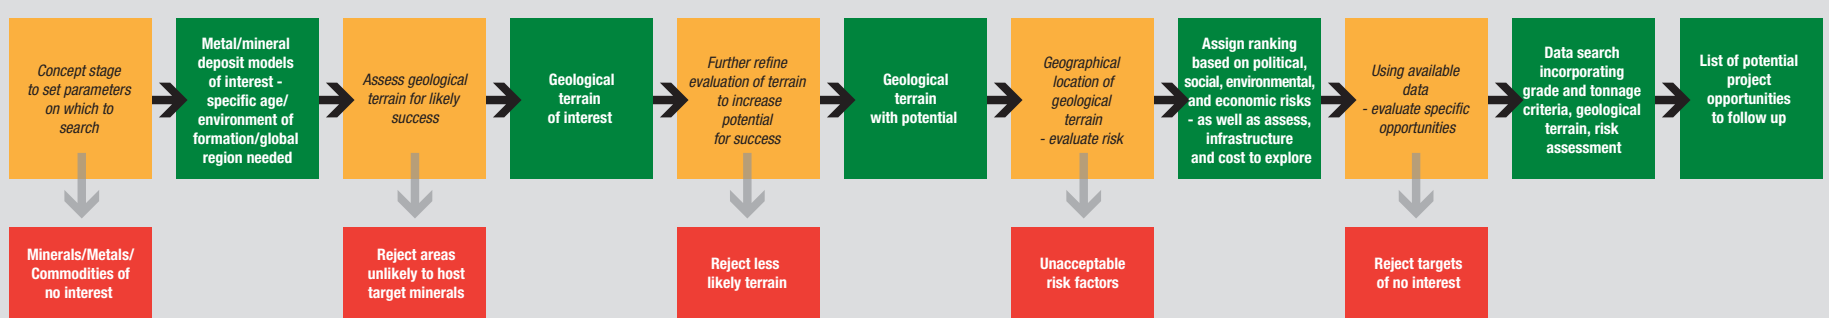 Concept stage
to set parameters
on which to
search
Metal/mineral
deposit models
of interest -
specific age/
environment of
formation/global
region needed
Assess geological
terrain for likely
success
Geological
terrain
of interest
Further refine
evaluation of terrain
to increase
potential
for success
Geological
terrain
with potential
Geographical
location of
geological
terrain
- evaluate risk
Assign ranking
based on political,
social, environmental,
and economic risks
- as well as assess,
infrastructure
and cost to explore
Using available
data
- evaluate specific
opportunities
Data search
incorporating
grade and tonnage
criteria, geological
terrain, risk
assessment
List of potential
project
opportunities
to follow up
Minerals/Metals/
Commodities of
no interest
Reject areas
unlikely to host
target minerals
Reject less
likely terrain
Unacceptable
risk factors
Reject targets
of no interest